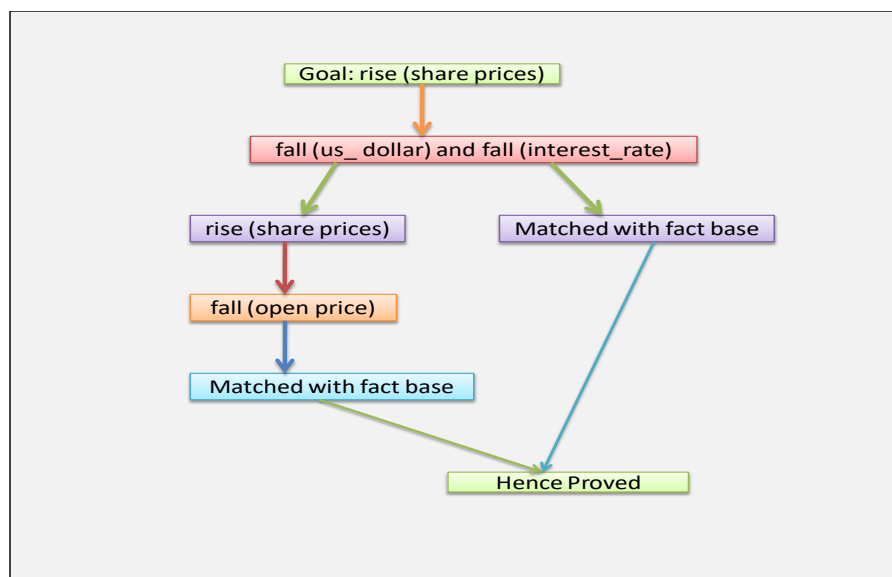 Goal: rise (share prices)
fall (us_ dollar) and fall (interest_rate)
rise (share prices)
Matched with fact base
fall (open price)
Matched with fact base
Hence Proved